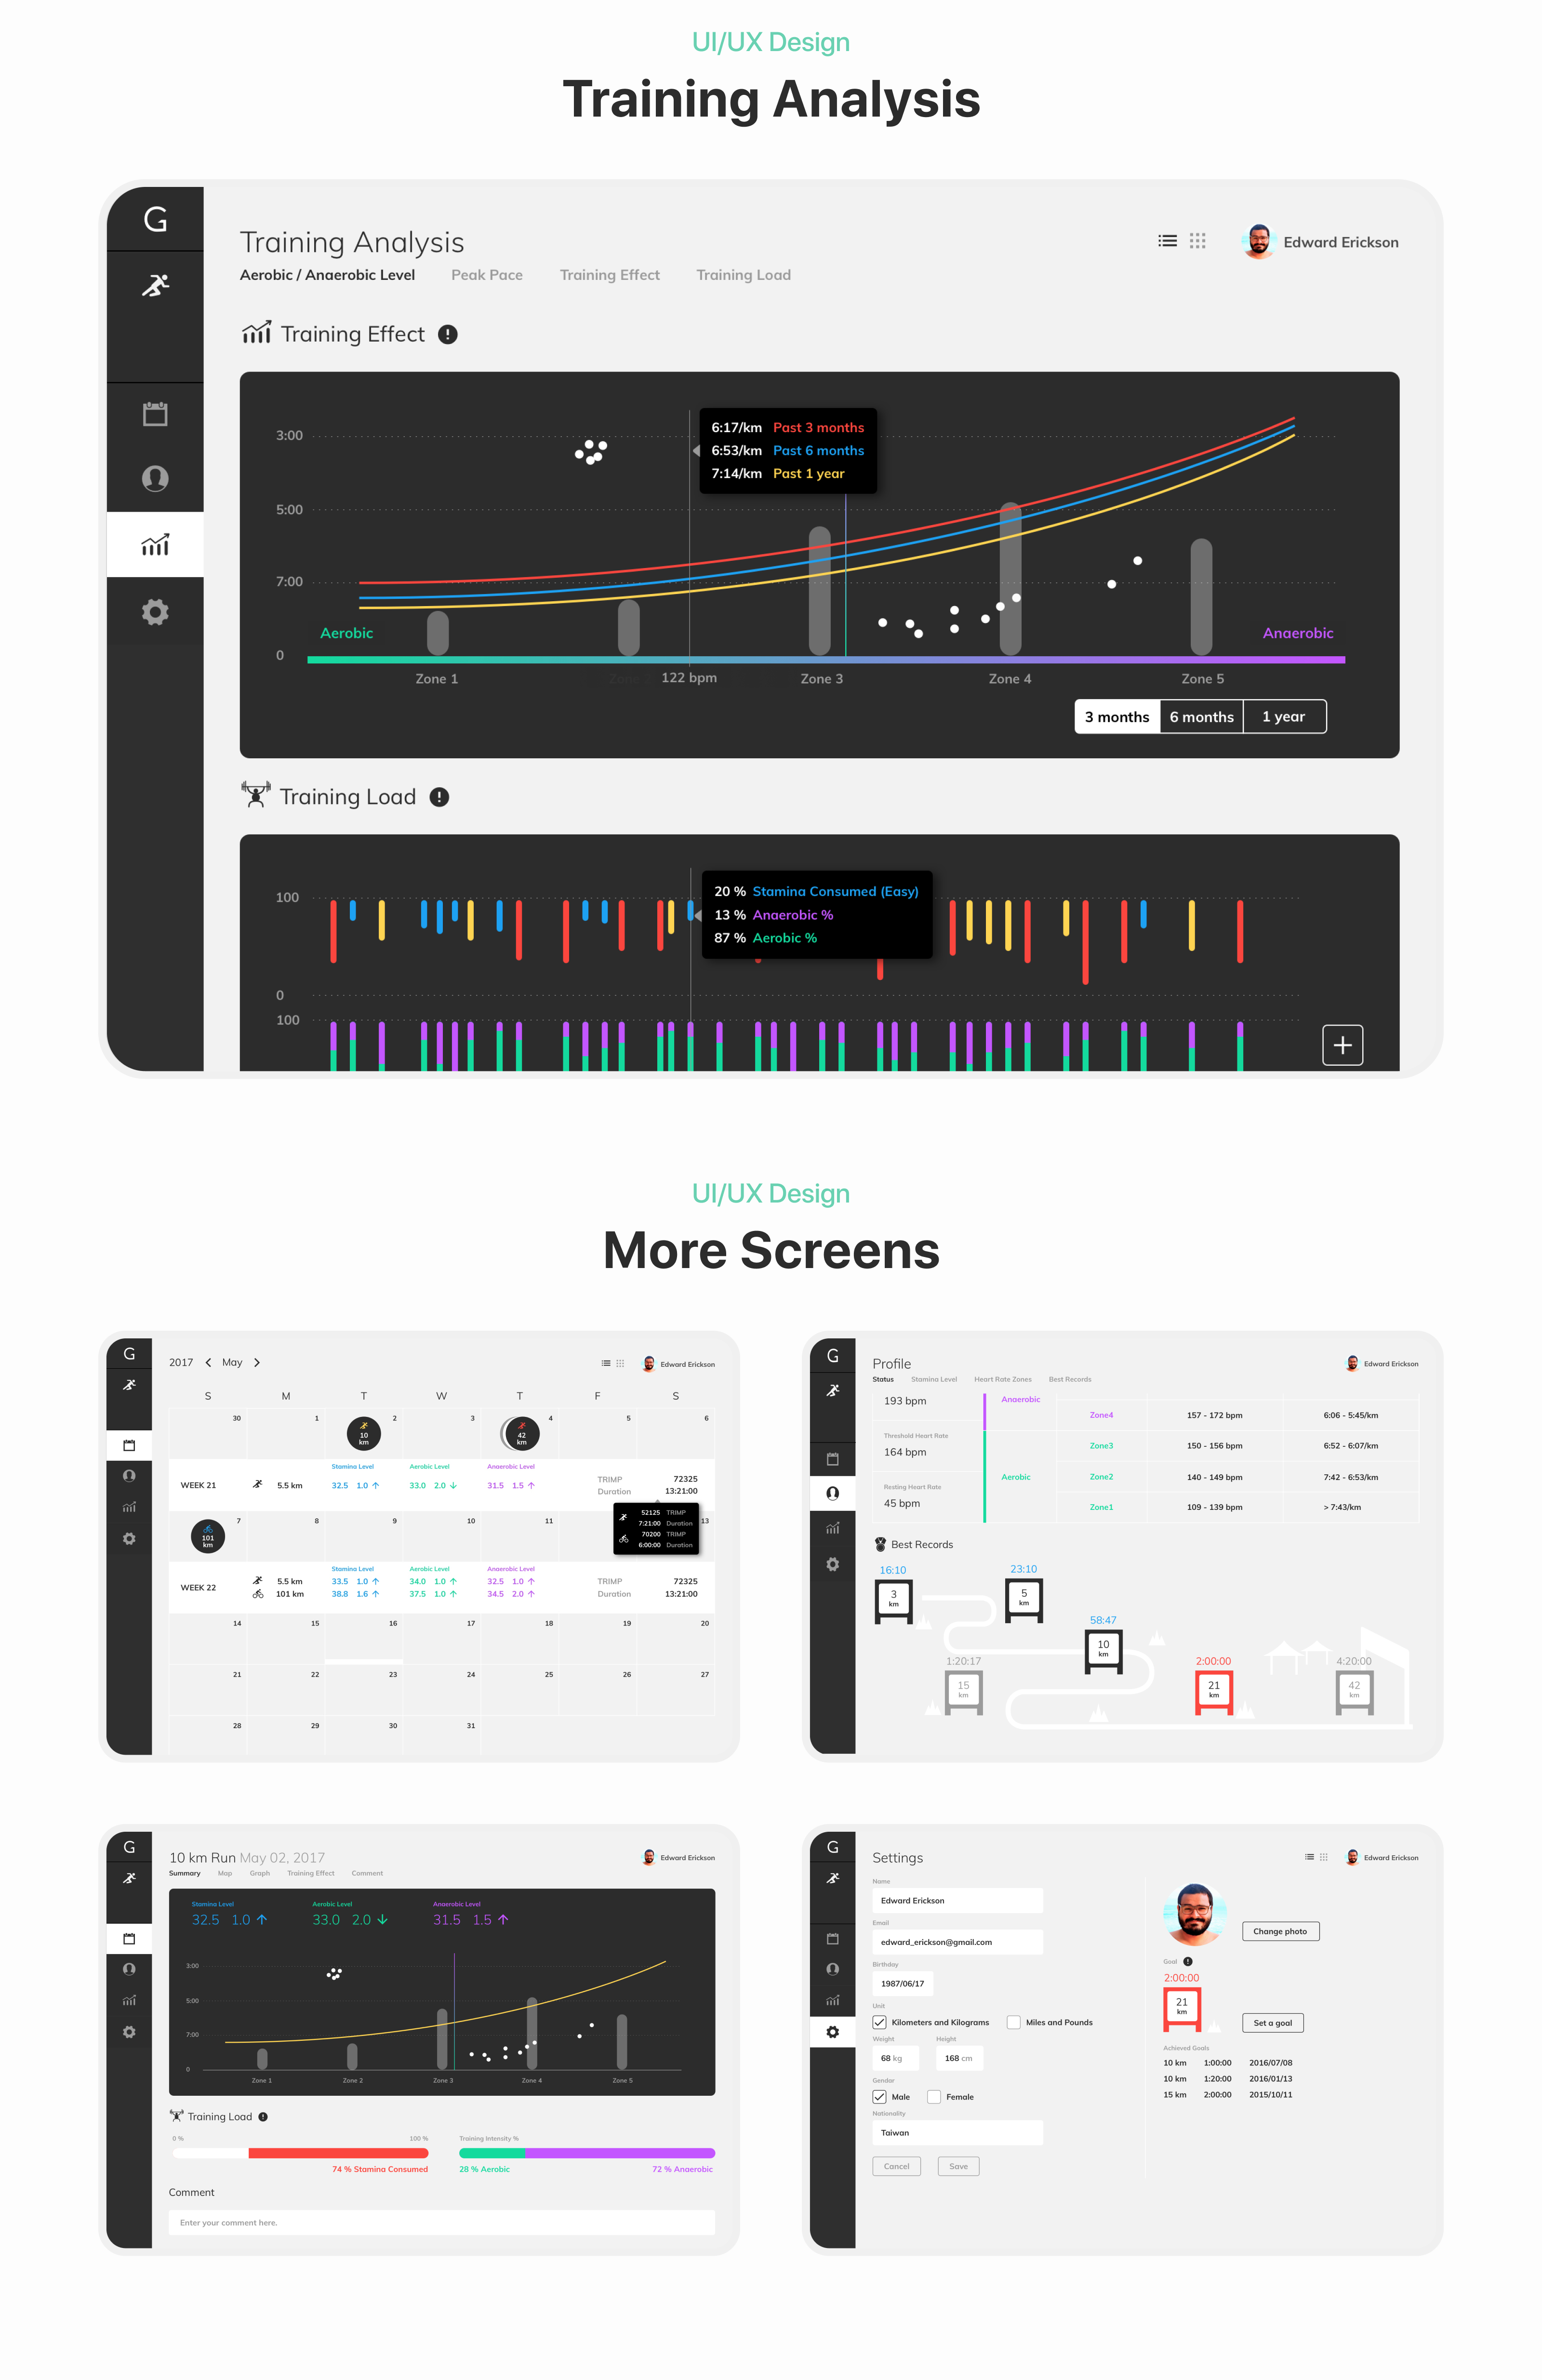 UI/UX Design
Training Analysis
G
Training Analysis
Edward Erickson
Aerobic / Anaerobic Level Peak Pace Training Effect Training Load
Training Effect
3:00
6:17/km Past 3 months
6:53/km Past 6 months
7:14/km Past 1 year
5:00
7:00
Aerobic Anaerobic
0
Zone 1 122 bpm Zone 3 Zone 4 Zone 5
3 months 6 months 1 year
Training Load
100
20 % Stamina Consumed (Easy)
13 % Anaerobic %
87 % Aerobic %
0
100
UI/UX Design
More Screens
G
2017 May
Edward Erickson
S M T W T F S
30 1 2 3 4 5 6
10 km
42 km
Stamina Level Aerobic Level Anaerobic Level
WEEK 21 5.5 km 32.5 1.0 33.0 2.0 31.5 1.5
TRIMP 72325
Duration 13:21:00
52125 TRIMP
7:21:00 Duration
70200 TRIMP
6:00:00 Duration
7 8 9 10 11 13
101 km
Stamina Level Aerobic Level Anaerobic Level
WEEK 22
5.5 km 33.5 1.0 34.0 1.0 32.5 1.0 TRIMP 72325
101 km 38.8 1.6 37.5 1.0 34.5 2.0 Duration 13:21:00
14 15 16 17 18 19 20
21 22 23 24 25 26 27
28 29 30 31
G
Profile
Edward Erickson
Status Stamina Level Heart Rate Zones Best Records
193 bpm
Threshold Heart Rate
164 bpm
Resting Heart Rate
45 bpm
Anaerobic
Zone4 157 - 172 bpm 6:06 - 5:45/km
Zone3 150 - 156 bpm 6:52 - 6:07/km
Aerobic Zone2 140 - 149 bpm 7:42 - 6:53/km
Zone1 109 - 139 bpm > 7:43/km
Best Records
16:10
3
km
23:10
5
km
58:47
10
km
1:20:17
15
km
2:00:00
21
km
4:20:00
42
km
G
10 km Run May 02, 2017
Edward Erickson
Summary Map Graph Training Effect Comment
Stamina Level Aerobic Level Anaerobic Level
32.5 1.0 33.0 2.0 31.5 1.5
3:00
5:00
7:00
0
Zone 1 Zone 2 Zone 3 Zone 4 Zone 5
Training Load
0 % 100 % Training Intensity %
74 % Stamina Consumed 28 % Aerobic 72 % Anaerobic
Comment
Enter your comment here.
G
Settings
Edward Erickson
Name
Edward Erickson
Email
edward_erickson@gmail.com
Birthday
1987/06/17
Unit
Kilometers and Kilograms Miles and Pounds
Weight Height
68 kg 168 cm
Gender
Male Female
Nationality
Taiwan
Cancel Save
Change photo
Goal
2:00:00
21
km
Set a goal
Achieved Goals
10 km 1:00:00 2016/07/08
10 km 1:20:00 2016/01/13
15 km 2:00:00 2015/10/11